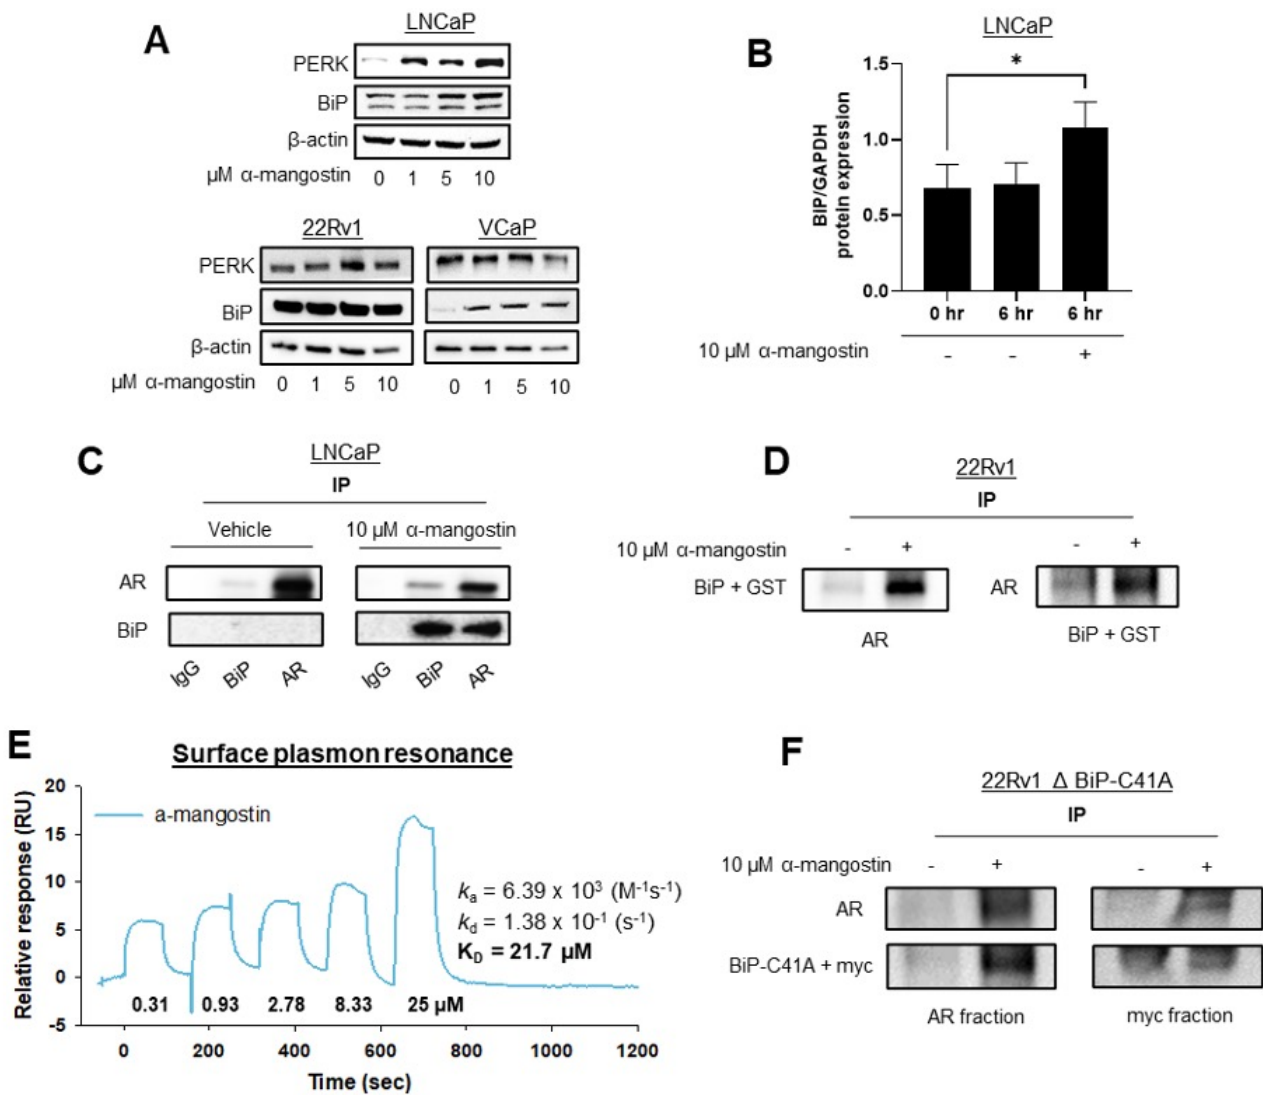 A
LNCaP
PERK
BiP
β-actin
µM α-mangostin 0 1 5 10
22Rv1 VCaP
PERK
BiP
β-actin
µM α-mangostin 0 1 5 10 0 1 5 10
B
LNCaP
*
BiP/GAPDH
protein expression
1.5
1.0
0.5
0.0
0 hr 6 hr 6 hr
10 µM α-mangostin - - +
C
LNCaP
IP
Vehicle 10 µM α-mangostin
AR
BiP
IgG BiP AR IgG BiP AR
D
22Rv1
IP
10 µM α-mangostin - + - +
BiP + GST AR
AR BiP + GST
E
Surface plasmon resonance
Relative response (RU)
20
15
10
5
0
-5
a-mangostin
kₐ = 6.39 x 10³ (M⁻¹s⁻¹)
k_d = 1.38 x 10⁻¹ (s⁻¹)
K_D = 21.7 µM
0.31 0.93 2.78 8.33 25 µM
0 200 400 600 800 1000 1200
Time (sec)
F
22Rv1 Δ BiP-C41A
IP
10 µM α-mangostin - + - +
AR
BiP-C41A + myc
AR fraction myc fraction